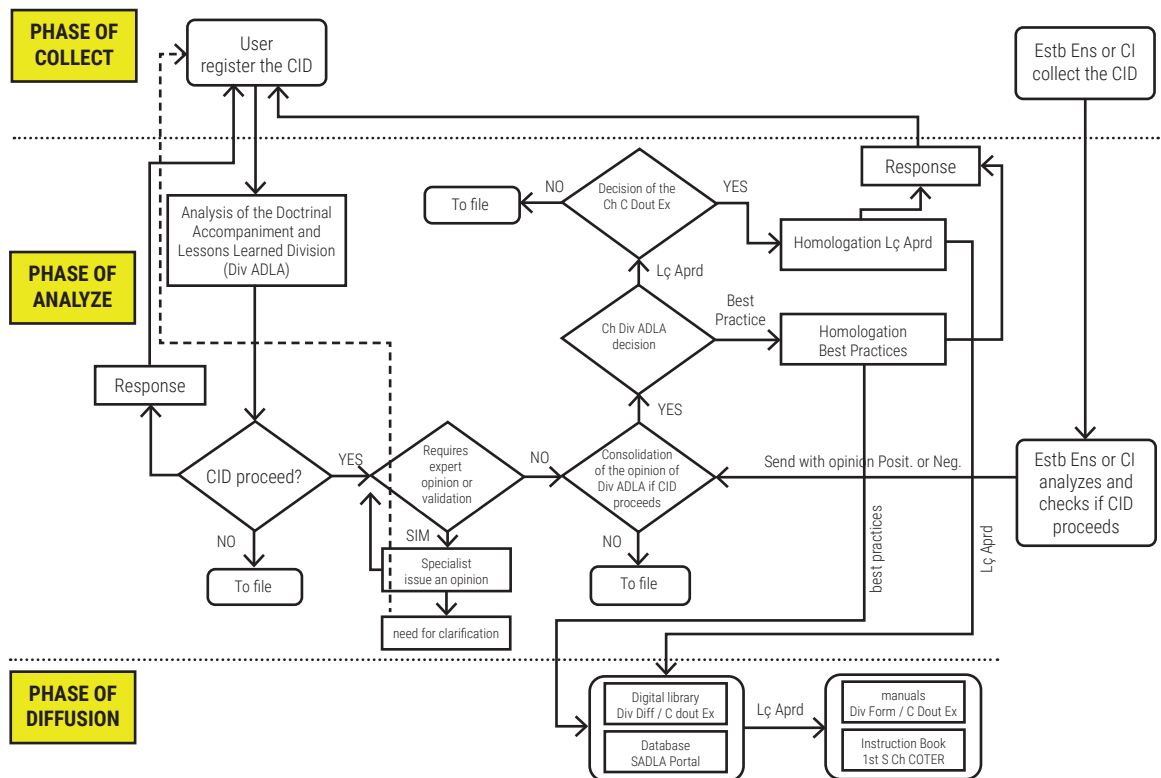 PHASE OF
COLLECT
User
register the CID
Estb Ens or CI
collect the CID
PHASE OF
ANALYZE
Analysis of the Doctrinal
Accompaniment and
Lessons Learned Division
(Div ADLA)
Response
CID proceed?
YES
NO
To file
Requires
expert
opinion or
validation
NO
SIM
Specialist
issue an opinion
need for clarification
Consolidation
of the opinion of
Div ADLA if CID
proceeds
YES
NO
To file
Ch Div ADLA
decision
Lç Aprd
Best
Practice
Decision of the
Ch C Dout Ex
NO
To file
YES
Homologation Lç Aprd
Response
Homologation
Best Practices
Send with opinion Posit. or Neg.
Estb Ens or CI
analyzes and
checks if CID
proceeds
best practices
Lç Aprd
PHASE OF
DIFFUSION
Digital library
Div Diff / C dout Ex
Database
SADLA Portal
Lç Aprd
manuals
Div Form / C Dout Ex
Instruction Book
1st S Ch COTER